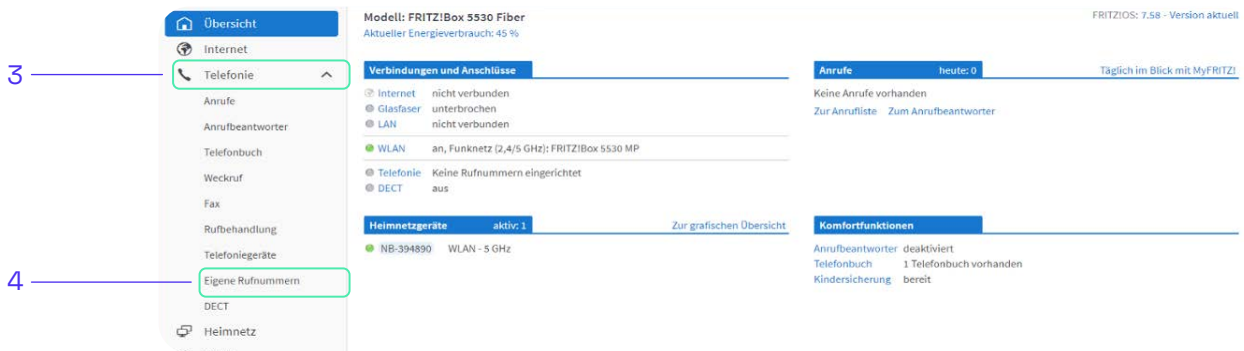 Übersicht
Internet
3
Telefonie
Anrufe
Anrufbeantworter
Telefonbuch
Weckruf
Fax
Rufbehandlung
Telefoniegeräte
4
Eigene Rufnummern
DECT
Heimnetz
Modell: FRITZ!Box 5530 Fiber
Aktueller Energieverbrauch: 45 %
FRITZ!OS: 7.58 - Version aktuell
Verbindungen und Anschlüsse
Internet nicht verbunden
Glasfaser unterbrochen
LAN nicht verbunden
WLAN an, Funknetz (2,4/5 GHz): FRITZ!Box 5530 MP
Telefonie Keine Rufnummern eingerichtet
DECT aus
Anrufe heute: 0 Täglich im Blick mit MyFRITZ!
Keine Anrufe vorhanden
Zur Anrufliste Zum Anrufbeantworter
Heimnetzgeräte aktiv: 1 Zur grafischen Übersicht
NB-394890 WLAN - 5 GHz
Komfortfunktionen
Anrufbeantworter deaktiviert
Telefonbuch 1 Telefonbuch vorhanden
Kindersicherung bereit